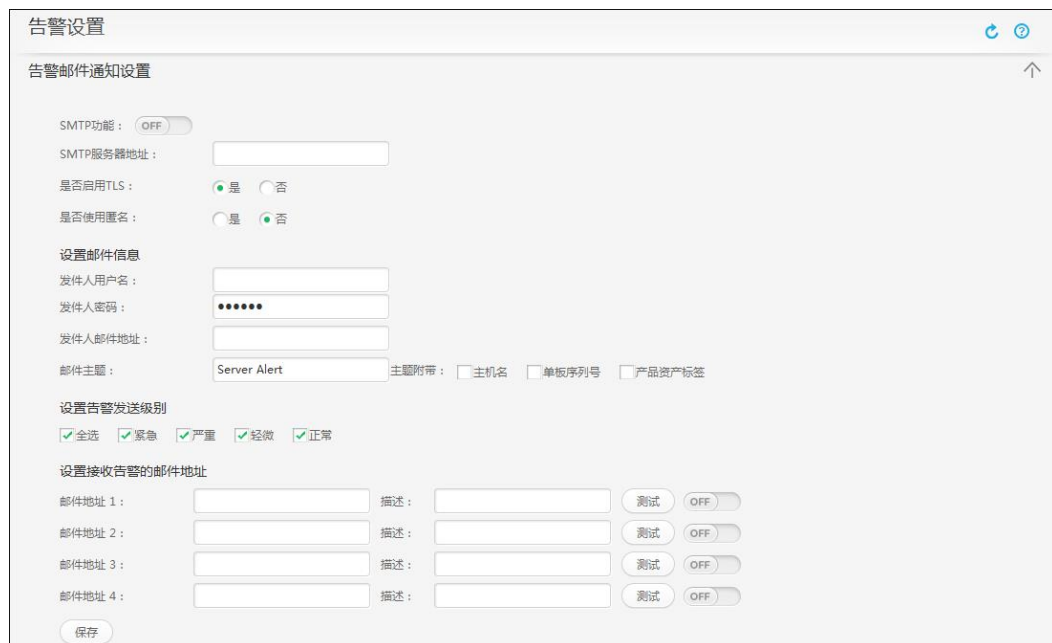 告警设置
告警邮件通知设置
SMTP功能： OFF
SMTP服务器地址：
是否启用TLS： 是 否
是否使用匿名： 是 否
设置邮件信息
发件人用户名：
发件人密码： ●●●●●●
发件人邮件地址：
邮件主题： Server Alert 主题附带： 主机名 单板序列号 产品资产标签
设置告警发送级别
全选 紧急 严重 轻微 正常
设置接收告警的邮件地址
邮件地址 1： 描述： 测试 OFF
邮件地址 2： 描述： 测试 OFF
邮件地址 3： 描述： 测试 OFF
邮件地址 4： 描述： 测试 OFF
保存